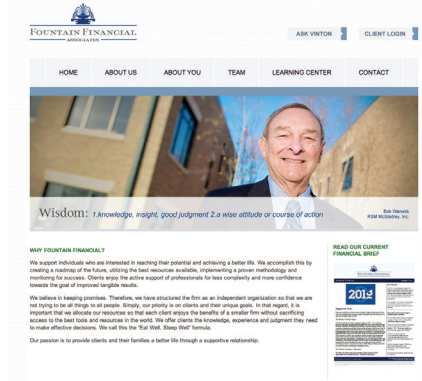 FOUNTAIN FINANCIAL
ASSOCIATES
ASK VINTON
CLIENT LOGIN
HOME
ABOUT US
ABOUT YOU
TEAM
LEARNING CENTER
CONTACT
Wisdom: 1.knowledge, insight, good judgment 2.a wise attitude or course of action
Bob Warwick
RSM McGladrey, Inc.
WHY FOUNTAIN FINANCIAL?
We support individuals who are interested in reaching their potential and achieving a better life. We accomplish this by
creating a roadmap of the future, utilizing the best resources available, implementing a proven methodology and
monitoring for success. Clients enjoy the active support of professionals for less complexity and more confidence
towards the goal of improved tangible results.
We believe in keeping promises. Therefore, we have structured the firm as an independent organization so that we are
not trying to be all things to all people. Simply, our priority is on clients and their unique goals. In that regard, it is
important that we allocate our resources so that each client enjoys the benefits of a smaller firm without sacrificing
access to the best tools and resources in the world. We offer clients the knowledge, experience and judgment they need
to make effective decisions. We call this the "Eat Well, Sleep Well" formula.
Our passion is to provide clients and their families a better life through a supportive relationship.
READ OUR CURRENT
FINANCIAL BRIEF
2012